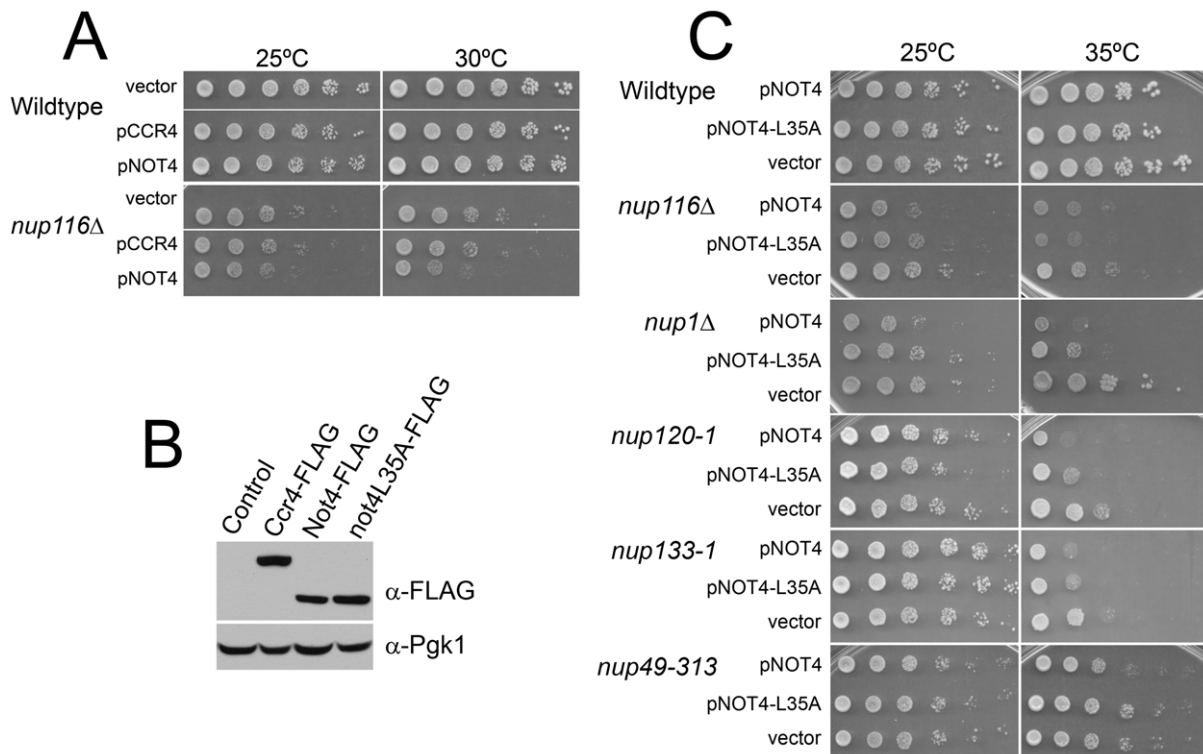 A
25ºC 30ºC
Wildtype
vector
pCCR4
pNOT4
nup116Δ
vector
pCCR4
pNOT4
B
Control
Ccr4-FLAG
Not4-FLAG
not4L35A-FLAG
α-FLAG
α-Pgk1
C
25ºC 35ºC
Wildtype pNOT4
pNOT4-L35A
vector
nup116Δ pNOT4
pNOT4-L35A
vector
nup1Δ pNOT4
pNOT4-L35A
vector
nup120-1 pNOT4
pNOT4-L35A
vector
nup133-1 pNOT4
pNOT4-L35A
vector
nup49-313 pNOT4
pNOT4-L35A
vector